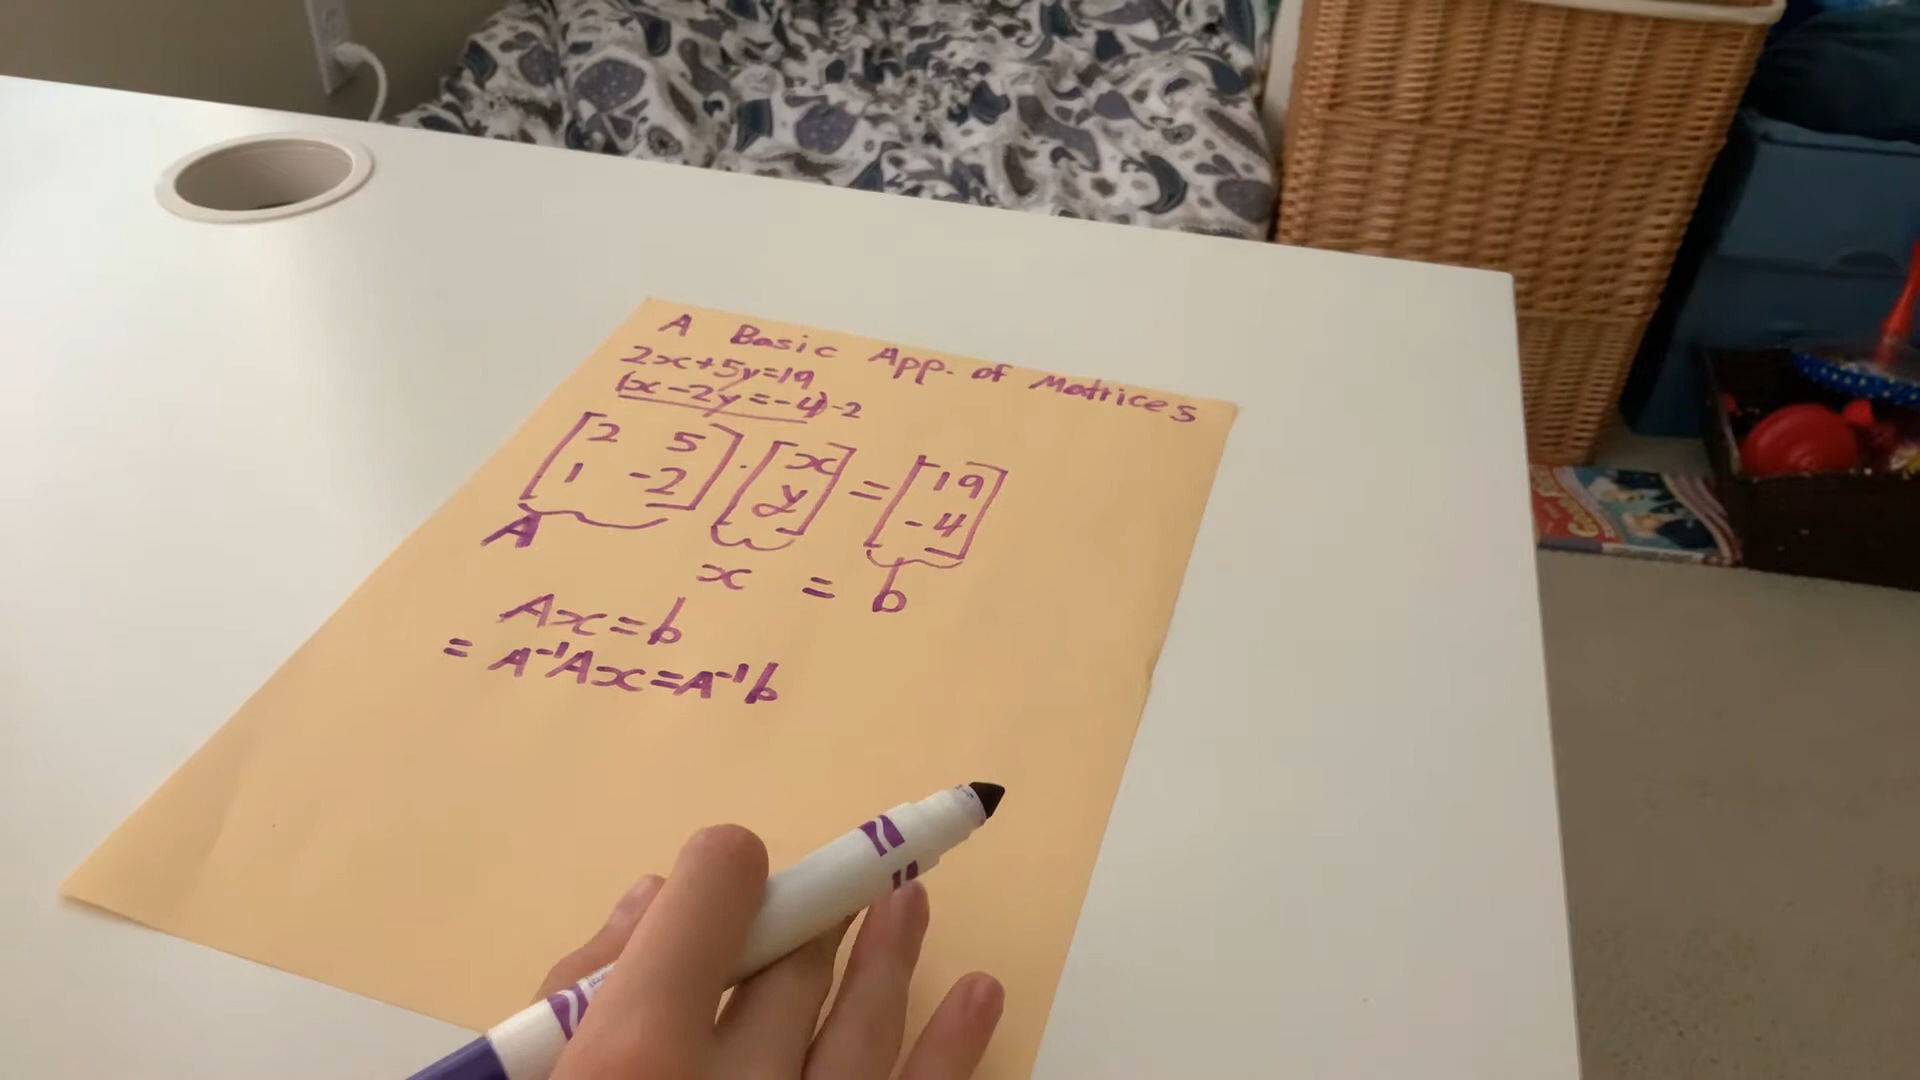 A Basic App. of Matrices
2x+5y=19
(x-2y=-4)-2
[2 5
1 -2] · [x
y] = [19
-4]
A
x = b
Ax=b
= A⁻¹Ax=A⁻¹b